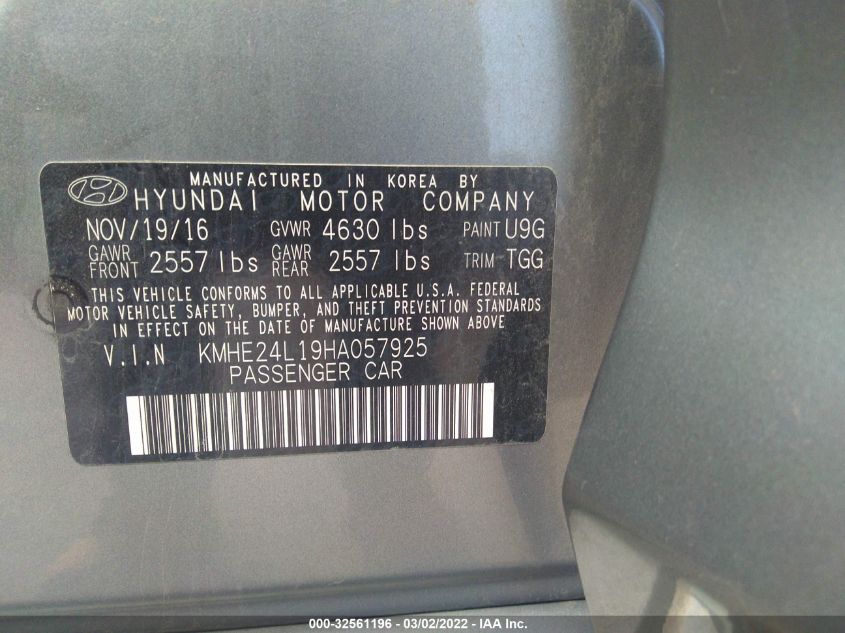 MANUFACTURED IN KOREA BY
HYUNDAI MOTOR COMPANY
NOV/19/16 GVWR 4630 lbs PAINT U9G
GAWR FRONT 2557 lbs GAWR REAR 2557 lbs TRIM TGG
THIS VEHICLE CONFORMS TO ALL APPLICABLE U.S.A. FEDERAL
MOTOR VEHICLE SAFETY, BUMPER, AND THEFT PREVENTION STANDARDS
IN EFFECT ON THE DATE OF MANUFACTURE SHOWN ABOVE
V.I.N KMHE24L19HA057925
PASSENGER CAR
000-32561196 - 03/02/2022 - IAA Inc.